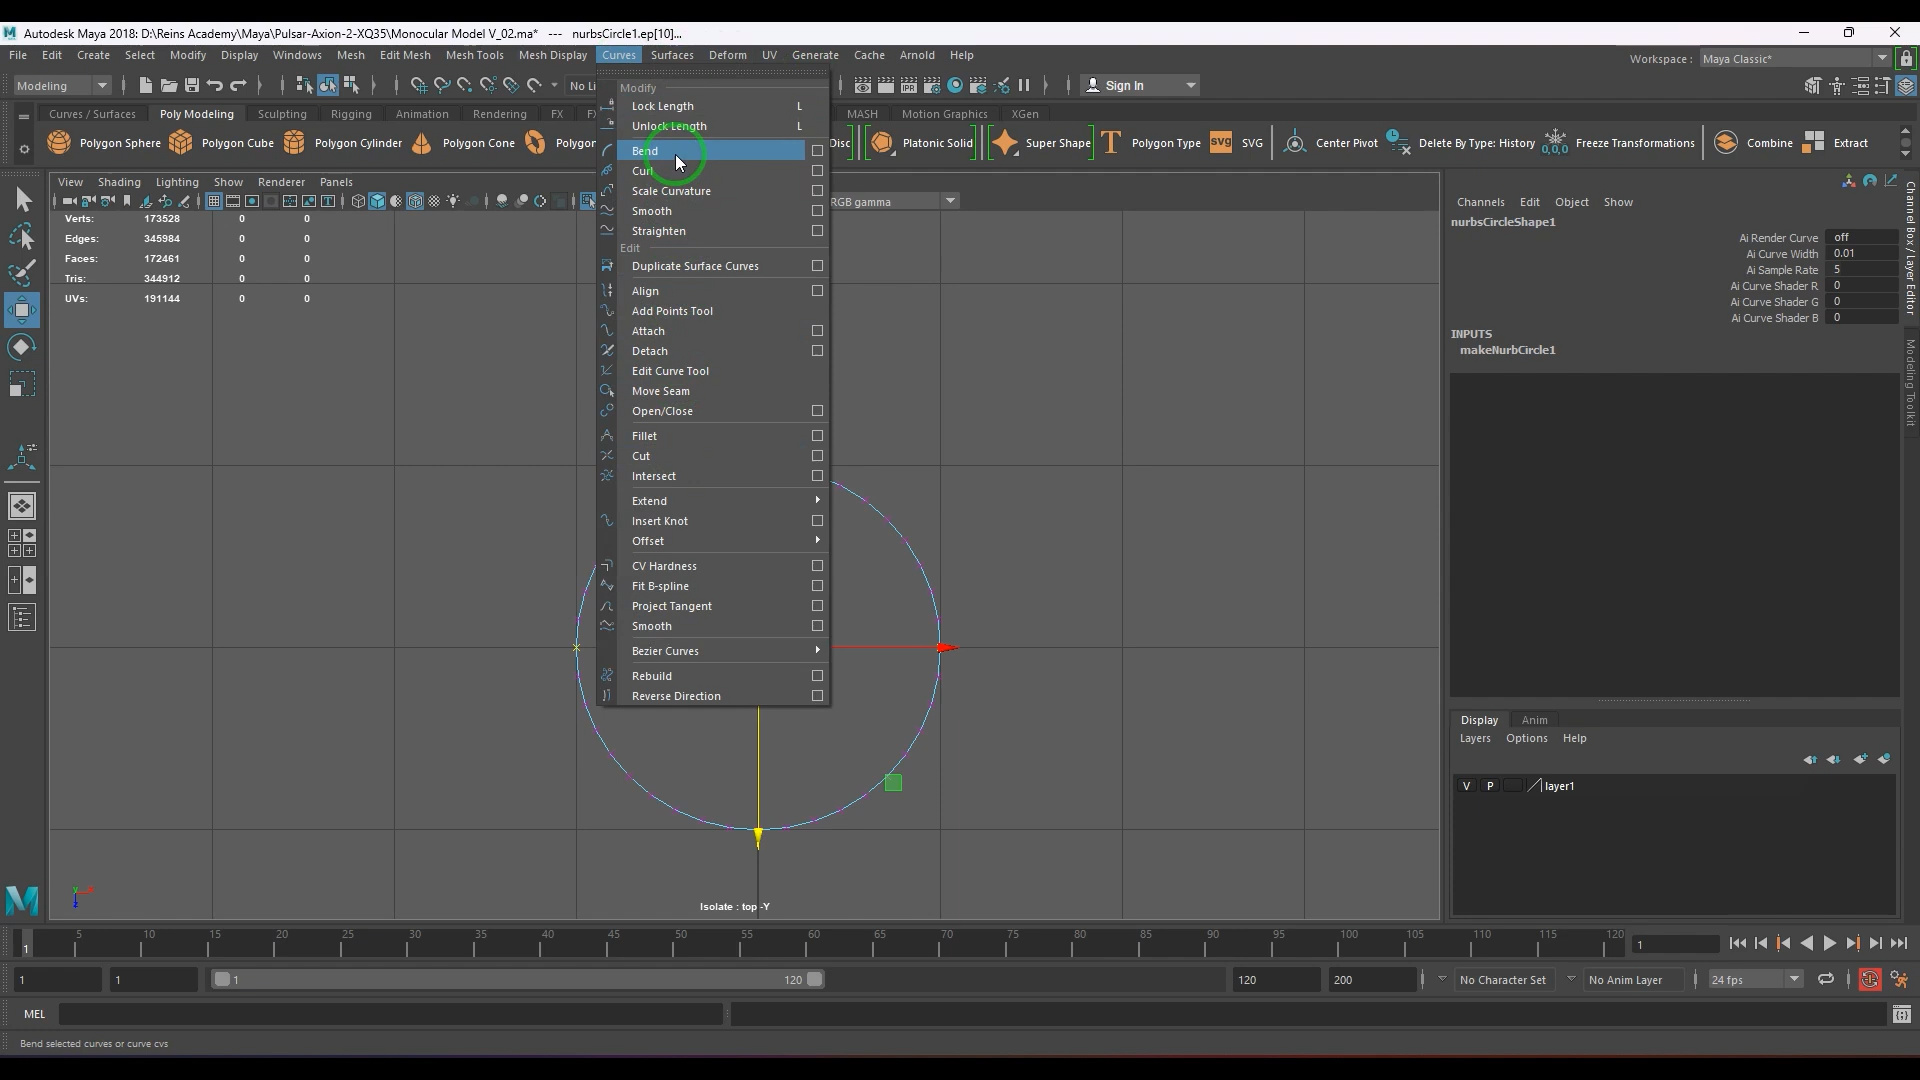 Autodesk Maya 2018: D:\Reins Academy\Maya\Pulsar-Axion-2-XQ35\Monocular Model V_02.ma* --- nurbsCircle1.ep[10]...
File Edit Create Select Modify Display Windows Mesh Edit Mesh Mesh Tools Mesh Display Curves Surfaces Deform UV Generate Cache Arnold Help
Workspace : Maya Classic*
Modeling No Li Sign In
Curves / Surfaces Poly Modeling Sculpting Rigging Animation Rendering FX MASH Motion Graphics XGen
Polygon Sphere Polygon Cube Polygon Cylinder Polygon Cone Polygon Disc Platonic Solid Super Shape Polygon Type SVG SVG Center Pivot Delete By Type: History 0,0,0 Freeze Transformations Combine Extract
Modify
Lock Length L
Unlock Length L
Bend
Curl
Scale Curvature
Smooth
Straighten
Edit
Duplicate Surface Curves
Align
Add Points Tool
Attach
Detach
Edit Curve Tool
Move Seam
Open/Close
Fillet
Cut
Intersect
Extend
Insert Knot
Offset
CV Hardness
Fit B-spline
Project Tangent
Smooth
Bezier Curves
Rebuild
Reverse Direction
View Shading Lighting Show Renderer Panels
RGB gamma
Verts: 173528 0 0
Edges: 345984 0 0
Faces: 172461 0 0
Tris: 344912 0 0
UVs: 191144 0 0
Isolate : top -Y
Channels Edit Object Show
nurbsCircleShape1
Ai Render Curve off
Ai Curve Width 0.01
Ai Sample Rate 5
Ai Curve Shader R 0
Ai Curve Shader G 0
Ai Curve Shader B 0
INPUTS
makeNurbCircle1
Channel Box / Layer Editor
Modeling Toolkit
Display Anim
Layers Options Help
V P layer1
5 10 15 20 25 30 35 40 45 50 55 60 65 70 75 80 85 90 95 100 105 110 115 120
1 1
1 1 1 120 120 200 No Character Set No Anim Layer 24 fps
MEL
Bend selected curves or curve cvs